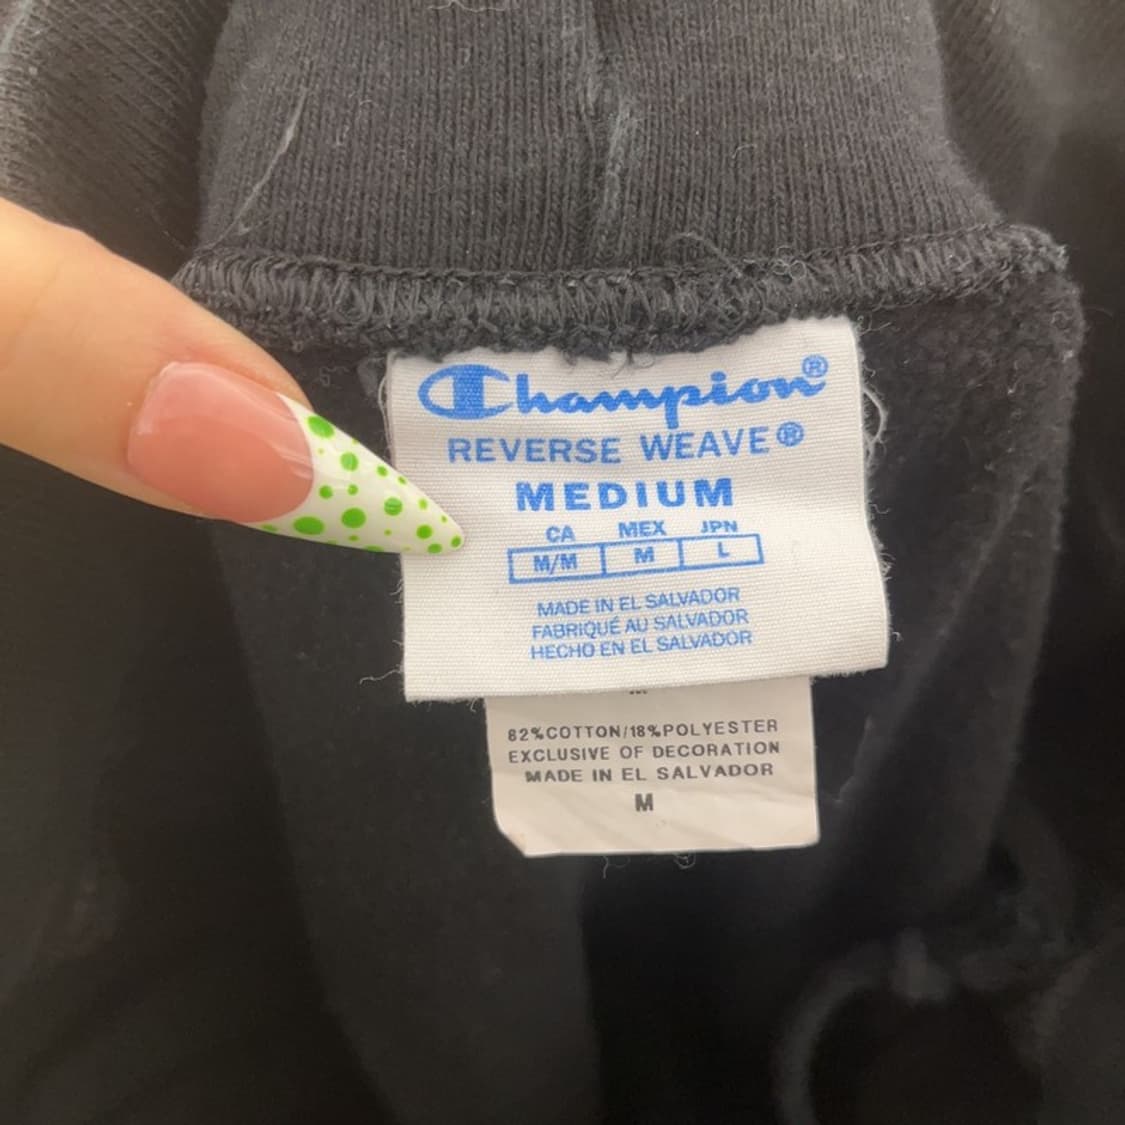 Champion®
REVERSE WEAVE®
MEDIUM
CA MEX JPN
M/M M L
MADE IN EL SALVADOR
FABRIQUÉ AU SALVADOR
HECHO EN EL SALVADOR
82%COTTON/18%POLYESTER
EXCLUSIVE OF DECORATION
MADE IN EL SALVADOR
M